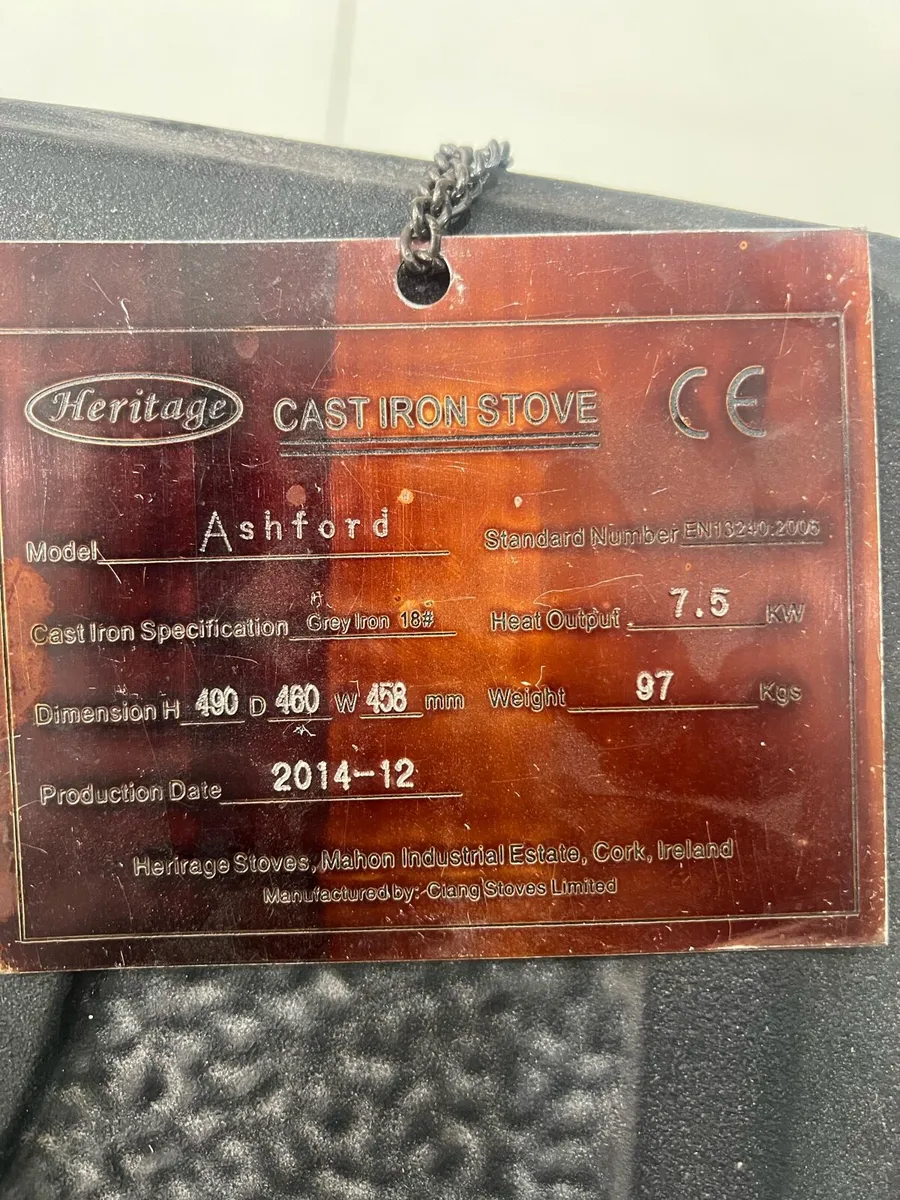 Heritage CAST IRON STOVE CE
Model Ashford Standard Number EN13240:2006
Cast Iron Specification Grey Iron 18# Heat Output 7.5 KW
Dimension H 490 D 460 W 458 mm Weight 97 Kgs
Production Date 2014-12
Herirage Stoves, Mahon Industrial Estate, Cork, Ireland
Manufactured by: Ciang Stoves Limited